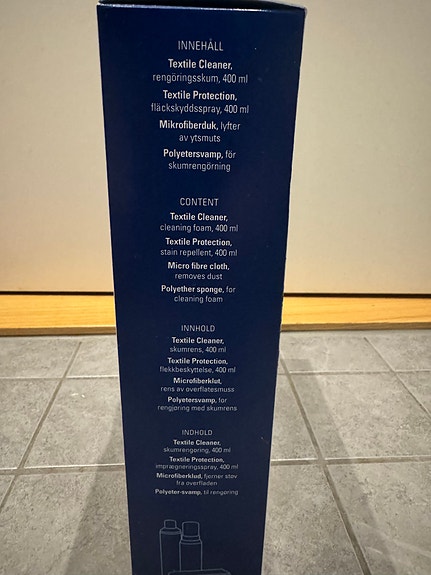 INNEHÅLL
Textile Cleaner,
rengöringsskum, 400 ml
Textile Protection,
fläckskyddsspray, 400 ml
Mikrofiberduk, lyfter
av ytsmuts
Polyetersvamp, för
skumrengörning
CONTENT
Textile Cleaner,
cleaning foam, 400 ml
Textile Protection,
stain repellent, 400 ml
Micro fibre cloth,
removes dust
Polyether sponge, for
cleaning foam
INNHOLD
Textile Cleaner,
skumrens, 400 ml
Textile Protection,
flekkbeskyttelse, 400 ml
Microfiberklut,
rens av overflatesmuss
Polyetersvamp, for
rengjøring med skumrens
INDHOLD
Textile Cleaner,
skumrengøring, 400 ml
Textile Protection,
imprægneringsspray, 400 ml
Microfiberklud, fjerner støv
fra overfladen
Polyeter-svamp, til rengøring